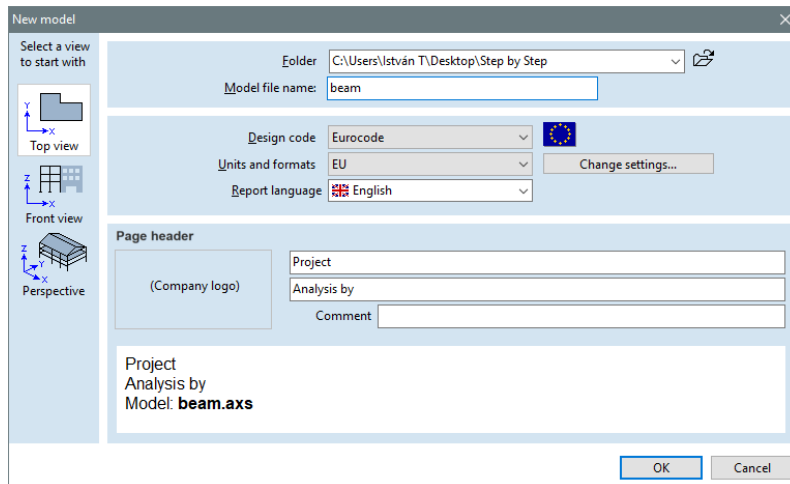 New model
Select a view
to start with
Y
X
Top view
Z
X
Front view
Z
Y
X
Perspective
Folder C:\Users\István T\Desktop\Step by Step
Model file name: beam
Design code Eurocode
Units and formats EU Change settings...
Report language English
Page header
(Company logo)
Project
Analysis by
Comment
Project
Analysis by
Model: beam.axs
OK Cancel